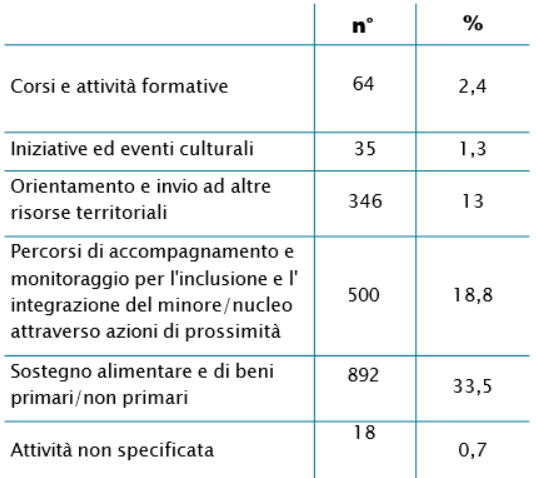 n° %
Corsi e attività formative 64 2,4
Iniziative ed eventi culturali 35 1,3
Orientamento e invio ad altre
risorse territoriali 346 13
Percorsi di accompagnamento e
monitoraggio per l'inclusione e l'
integrazione del minore/nucleo 500 18,8
attraverso azioni di prossimità
Sostegno alimentare e di beni 892
primari/non primari 33,5
18
Attività non specificata 0,7